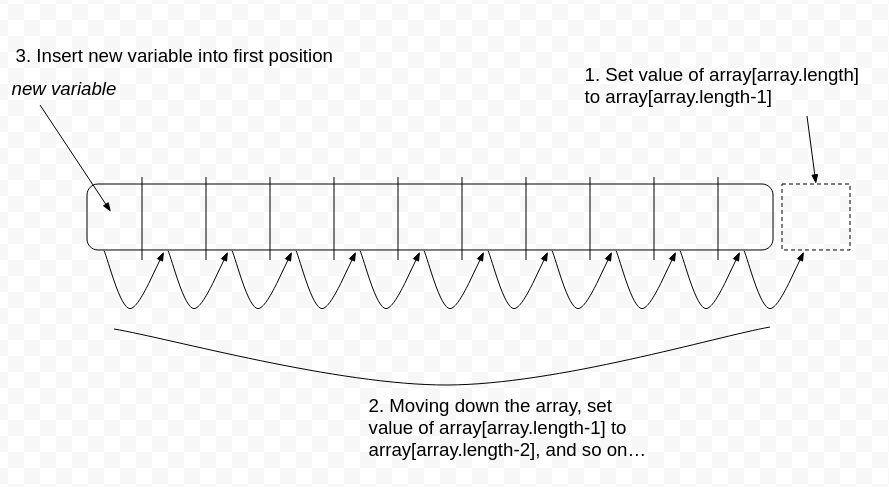 3. Insert new variable into first position
new variable
1. Set value of array[array.length]
to array[array.length-1]
2. Moving down the array, set
value of array[array.length-1] to
array[array.length-2], and so on…